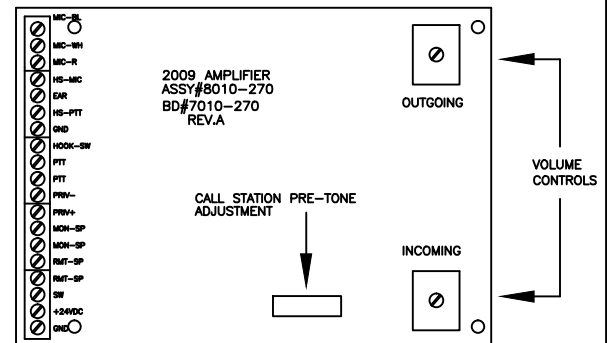 MIC-BL
MIC-WH
MIC-R
HS-MIC
EAR
HS-PTT
GND
HOOK-SW
PTT
PTT
PRIV-
PRIV+
MON-SP
MON-SP
RMT-SP
RMT-SP
SW
+24VDC
GND
2009 AMPLIFIER
ASSY#8010-270
BD#7010-270
REV.A
CALL STATION PRE-TONE
ADJUSTMENT
OUTGOING
INCOMING
VOLUME
CONTROLS